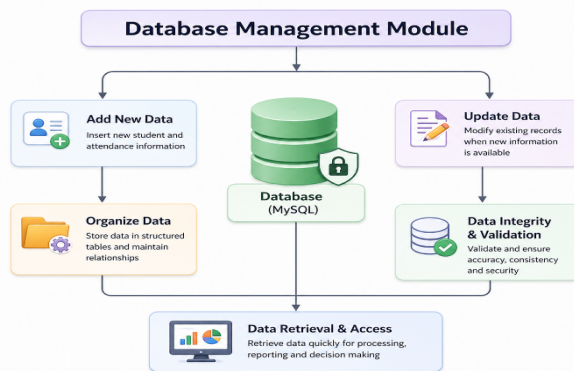 Database Management Module
Add New Data
Insert new student and
attendance information
Update Data
Modify existing records
when new information
is available
Database
(MySQL)
Organize Data
Store data in structured
tables and maintain
relationships
Data Integrity
& Validation
Validate and ensure
accuracy, consistency
and security
Data Retrieval & Access
Retrieve data quickly for processing,
reporting and decision making